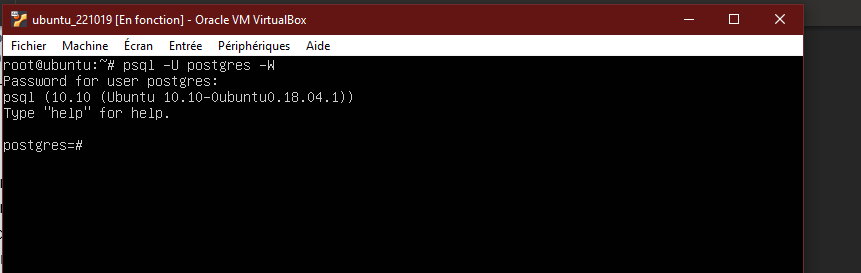 ubuntu_221019 [En fonction] - Oracle VM VirtualBox
Fichier Machine Écran Entrée Périphériques Aide
root@ubuntu:~# psql -U postgres -W
Password for user postgres:
psql (10.10 (Ubuntu 10.10-0ubuntu0.18.04.1))
Type "help" for help.
postgres=#